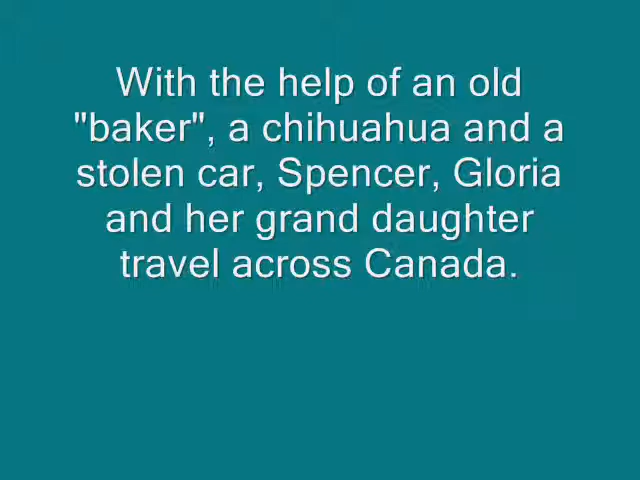 With the help of an old
"baker", a chihuahua and a
stolen car, Spencer, Gloria
and her grand daughter
travel across Canada.